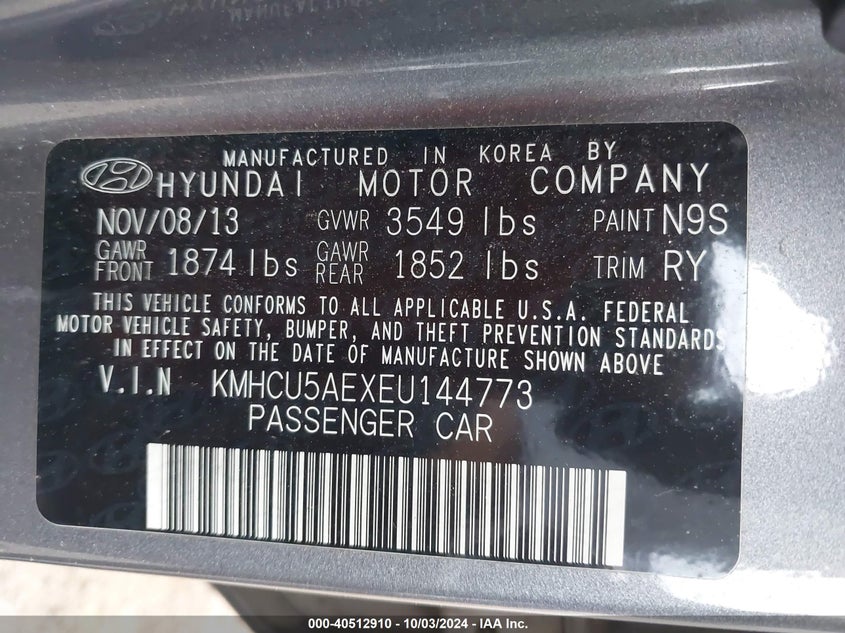 MANUFACTURED IN KOREA BY
HYUNDAI MOTOR COMPANY
NOV/08/13 GVWR 3549 lbs PAINT N9S
GAWR FRONT 1874 lbs GAWR REAR 1852 lbs TRIM RY
THIS VEHICLE CONFORMS TO ALL APPLICABLE U.S.A. FEDERAL
MOTOR VEHICLE SAFETY, BUMPER, AND THEFT PREVENTION STANDARDS
IN EFFECT ON THE DATE OF MANUFACTURE SHOWN ABOVE
V.I.N KMHCU5AEXEU144773
PASSENGER CAR
000-40512910 - 10/03/2024 - IAA Inc.